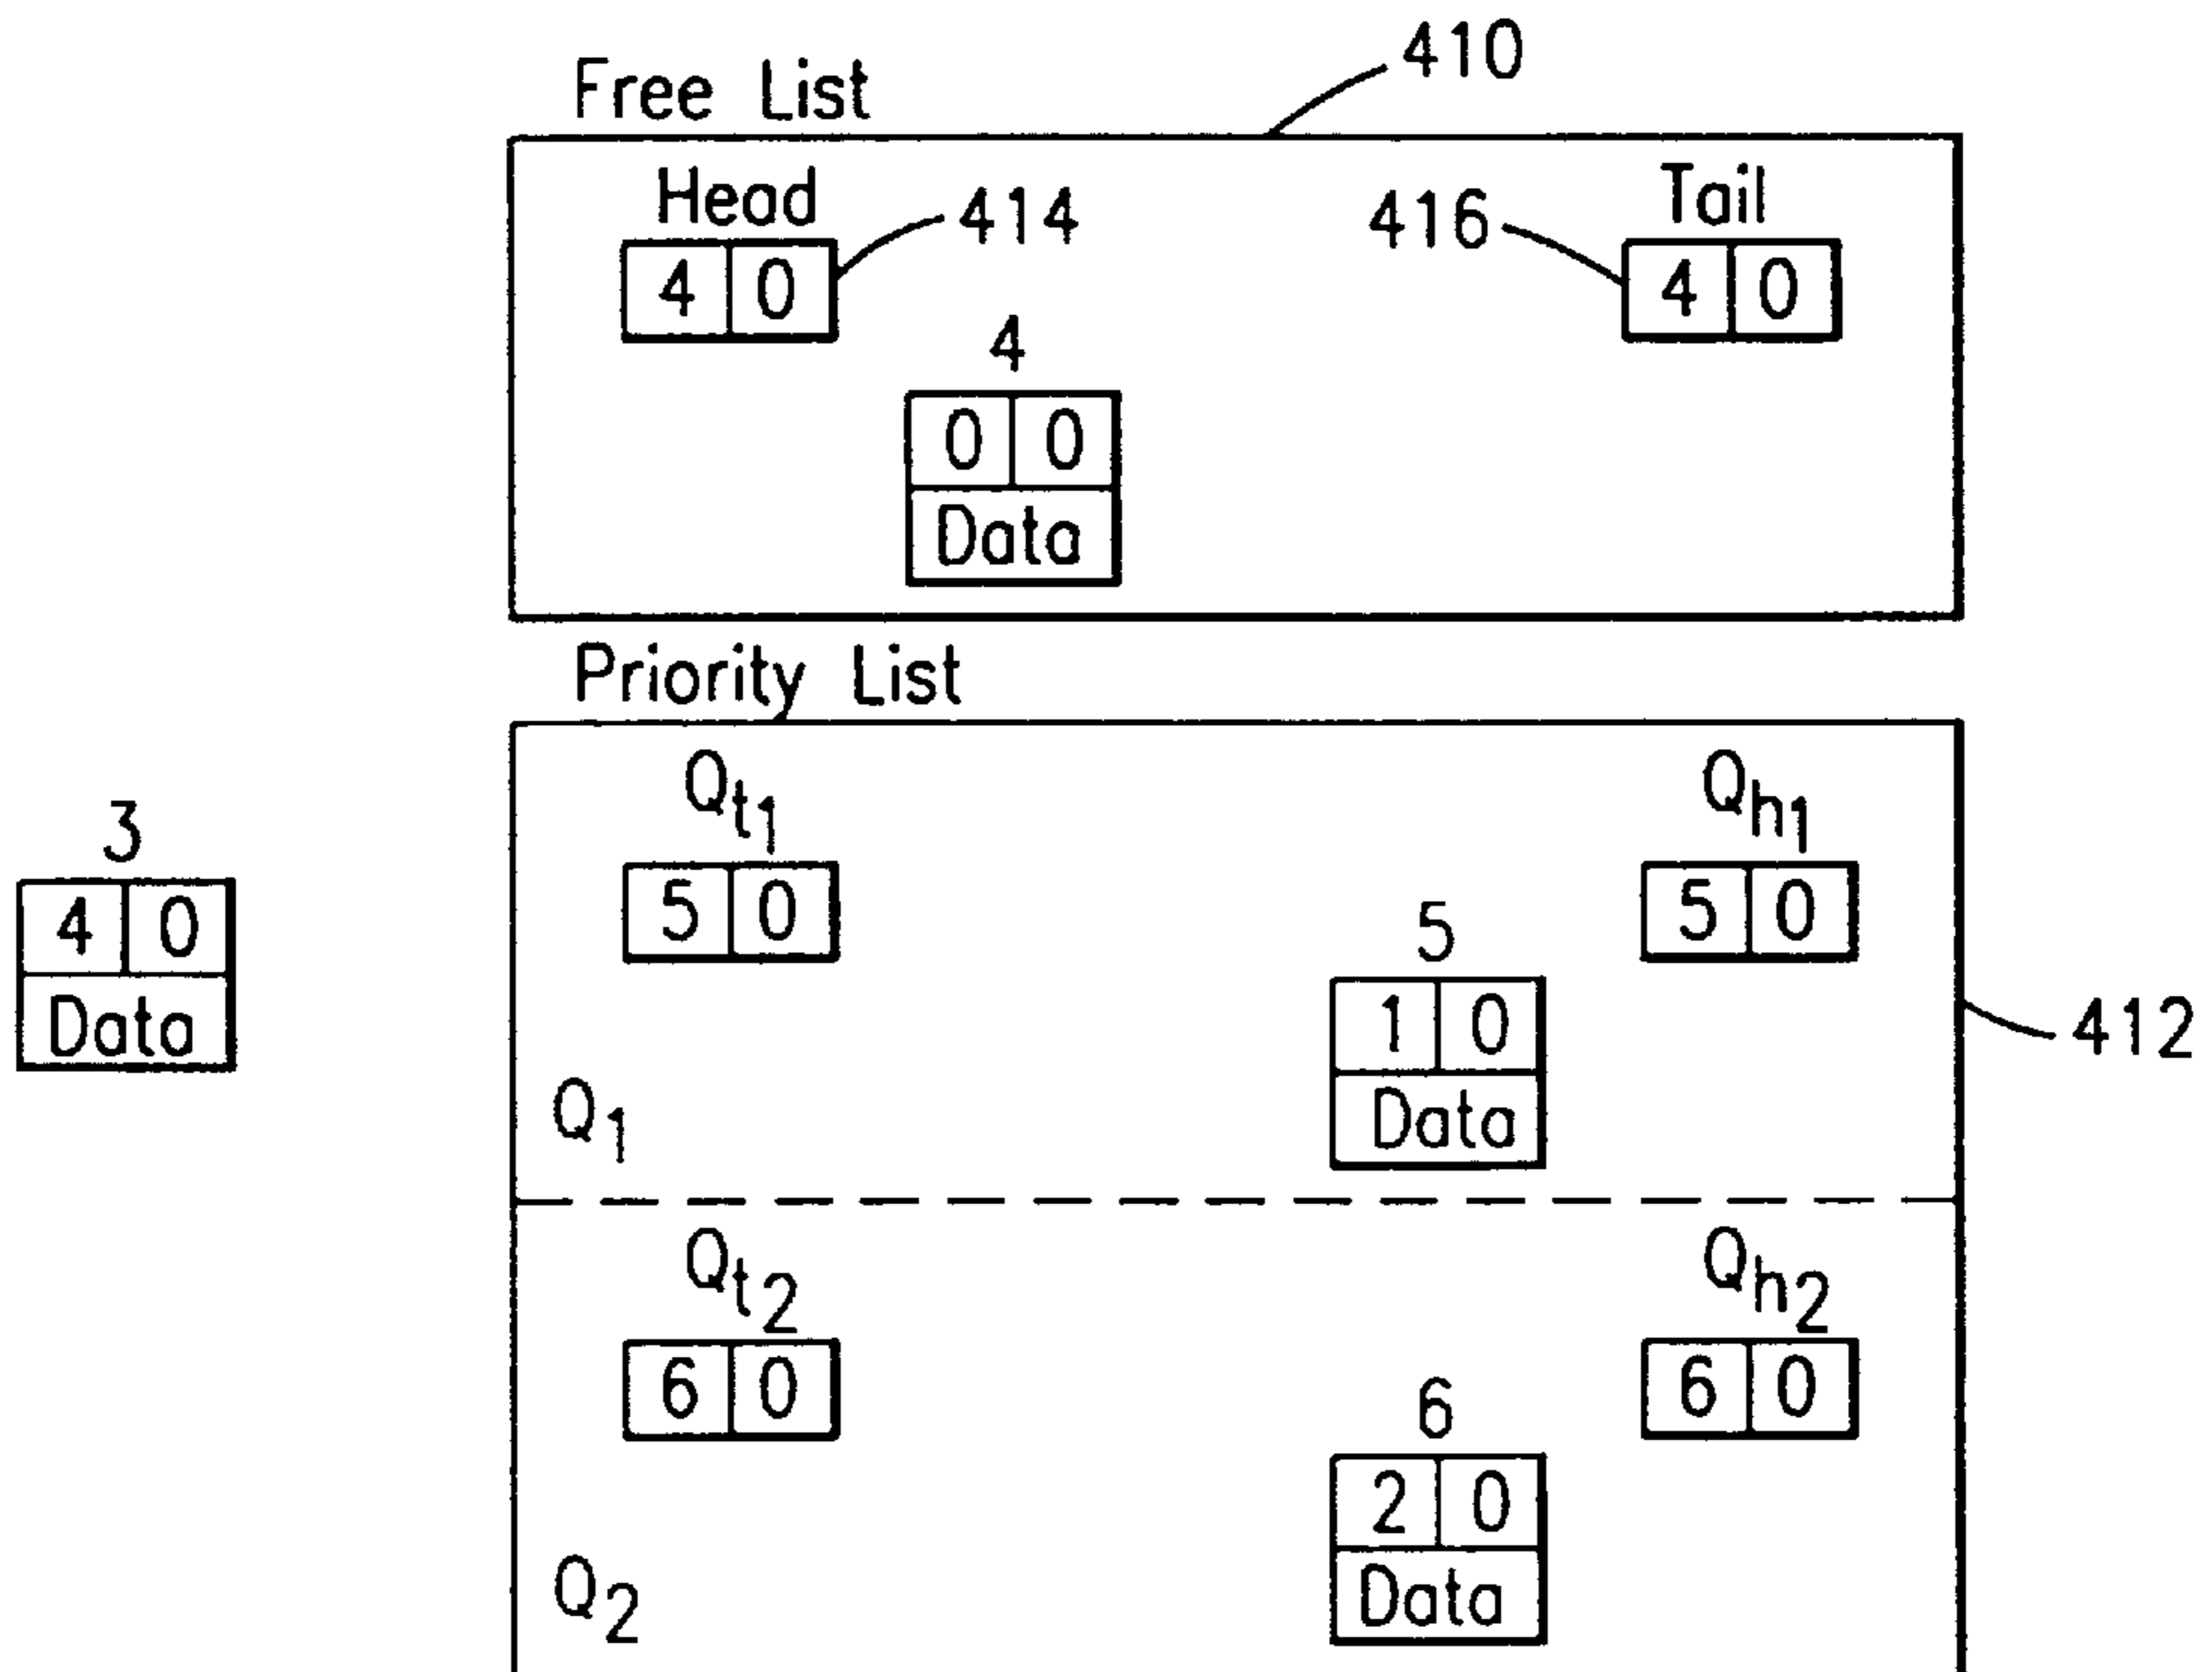 410
Free List
Head
414
416
Tail
4 0
4 0
4
0 0
Data
Priority List
Qt1
Qh1
3
4 0
Data
5 0
5 0
5
1 0
Data
412
Q1
Qt2
Qh2
6 0
6 0
6
2 0
Data
Q2